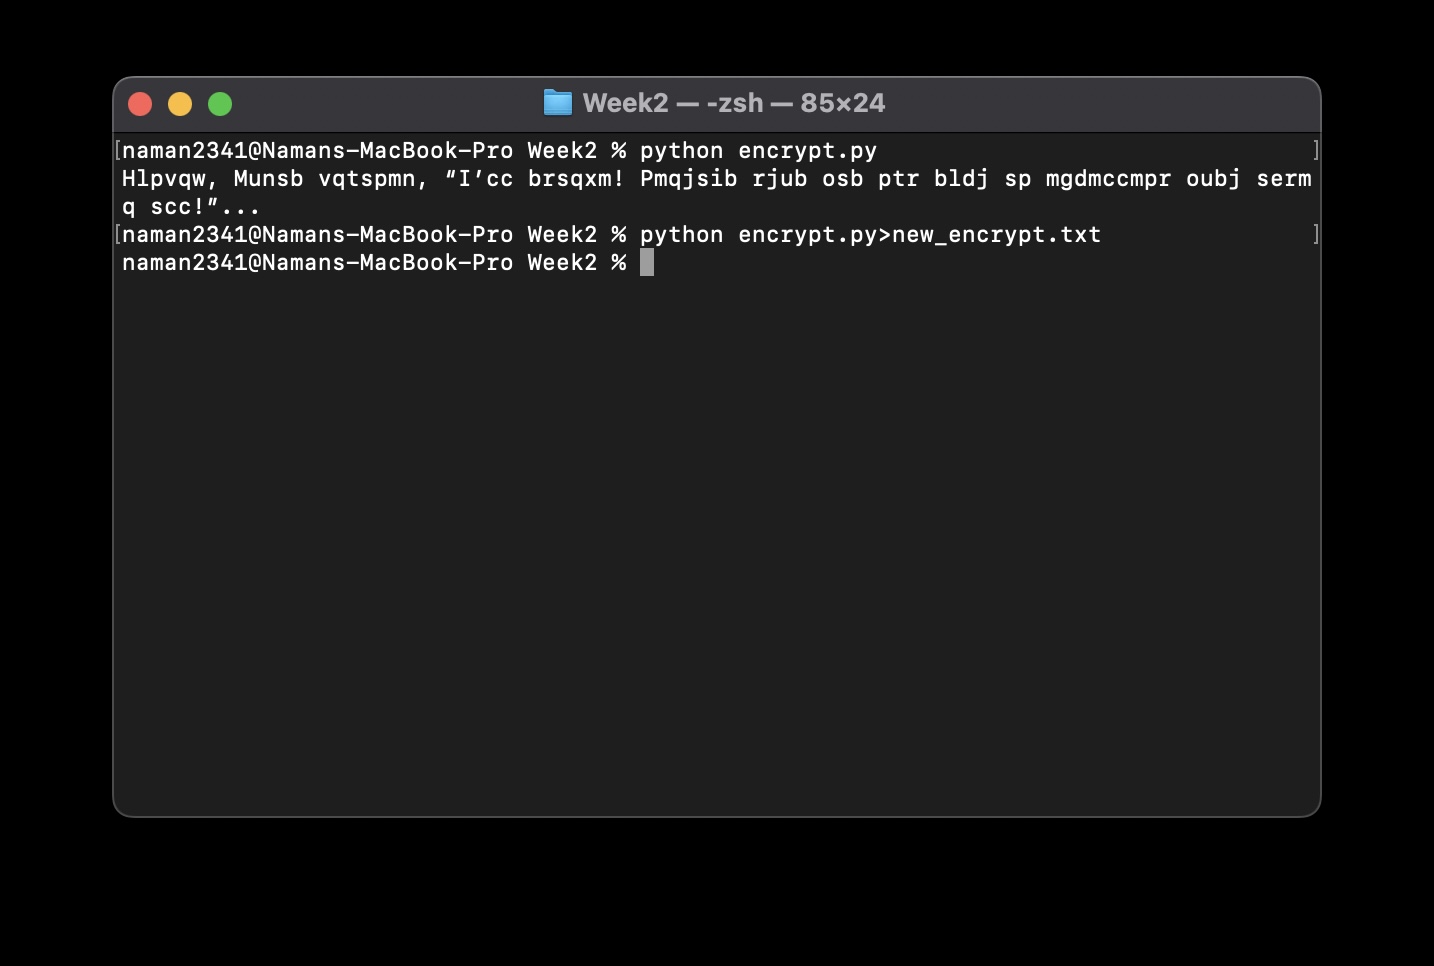 Week2 — -zsh — 85×24
[naman2341@Namans-MacBook-Pro Week2 % python encrypt.py ]
Hlpvqw, Munsb vqtspmn, “I’cc brsqxm! Pmqjsib rjub osb ptr bldj sp mgdmccmpr oubj serm
q scc!”...
[naman2341@Namans-MacBook-Pro Week2 % python encrypt.py>new_encrypt.txt ]
naman2341@Namans-MacBook-Pro Week2 %